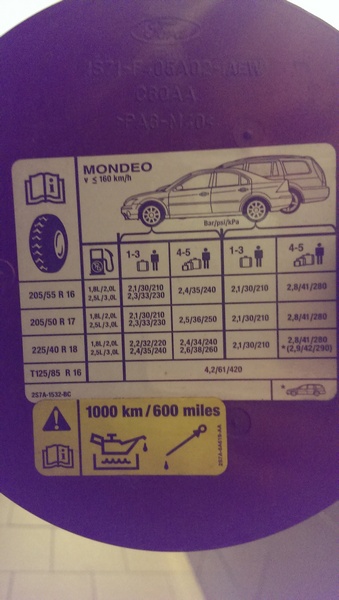 Ford
MONDEO
v ≤ 160 km/h
Bar/psi/kPa
1-3 4-5 1-3 4-5
205/55 R 16 1,8L/2,0L 2,1/30/210 2,4/35/240 2,1/30/210 2,8/41/280
2,5L/3,0L 2,3/33/230
205/50 R 17 1,8L/2,0L 2,1/30/210 2,5/36/250 2,1/30/210 2,8/41/280
2,5L/3,0L 2,3/33/230
225/40 R 18 1,8L/2,0L 2,2/32/220 2,4/34/240 2,1/30/210 2,8/41/280
2,5L/3,0L 2,4/35/240 2,6/38/260 *(2,9/42/290)
T125/85 R 16 4,2/61/420
2S7A-1532-BC *
1000 km/600 miles